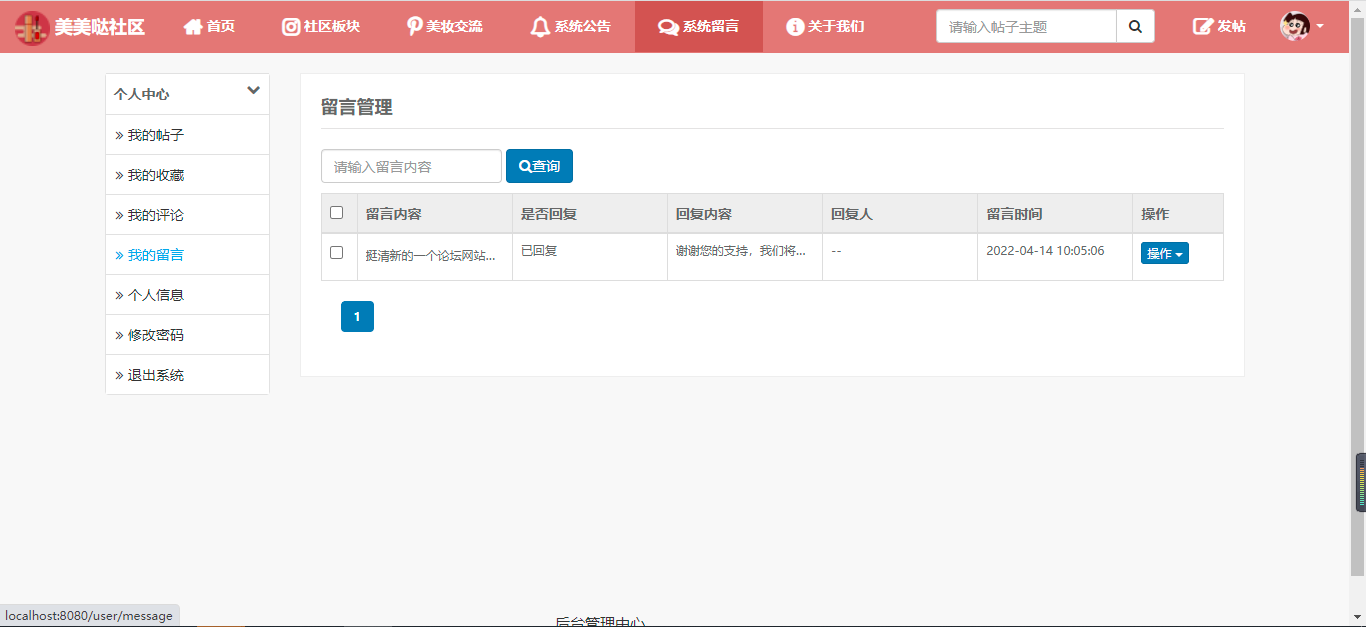 美美哒社区 首页 社区板块 美妆交流 系统公告 系统留言 关于我们 请输入帖子主题 发帖
个人中心
» 我的帖子
» 我的收藏
» 我的评论
» 我的留言
» 个人信息
» 修改密码
» 退出系统
留言管理
请输入留言内容 查询
留言内容 是否回复 回复内容 回复人 留言时间 操作
挺清新的一个论坛网站... 已回复 谢谢您的支持，我们将... -- 2022-04-14 10:05:06 操作
1
后台管理中心
localhost:8080/user/message